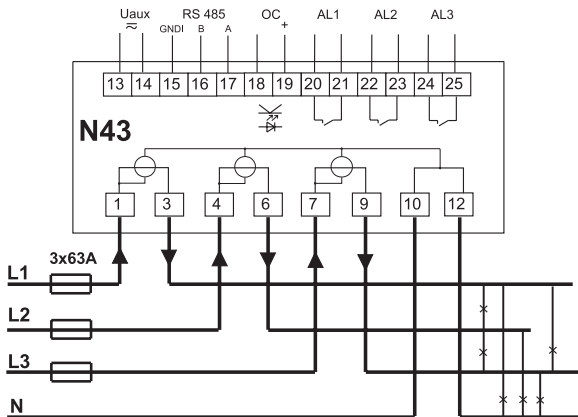 Uaux RS 485 OC AL1 AL2 AL3
GNDI B A +
13 14 15 16 17 18 19 20 21 22 23 24 25
N43
1 3 4 6 7 9 10 12
3x63A
L1
L2
L3
N